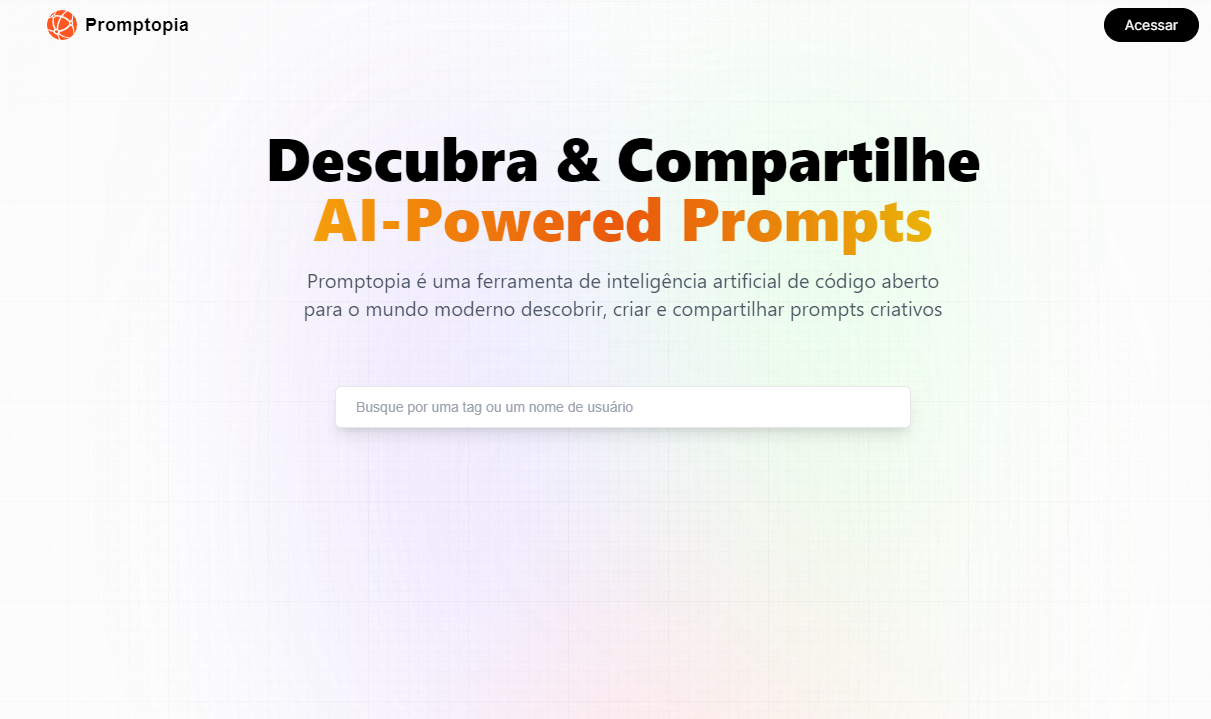 Promptopia
Acessar
Descubra & Compartilhe
AI-Powered Prompts
Promptopia é uma ferramenta de inteligência artificial de código aberto
para o mundo moderno descobrir, criar e compartilhar prompts criativos
Busque por uma tag ou um nome de usuário